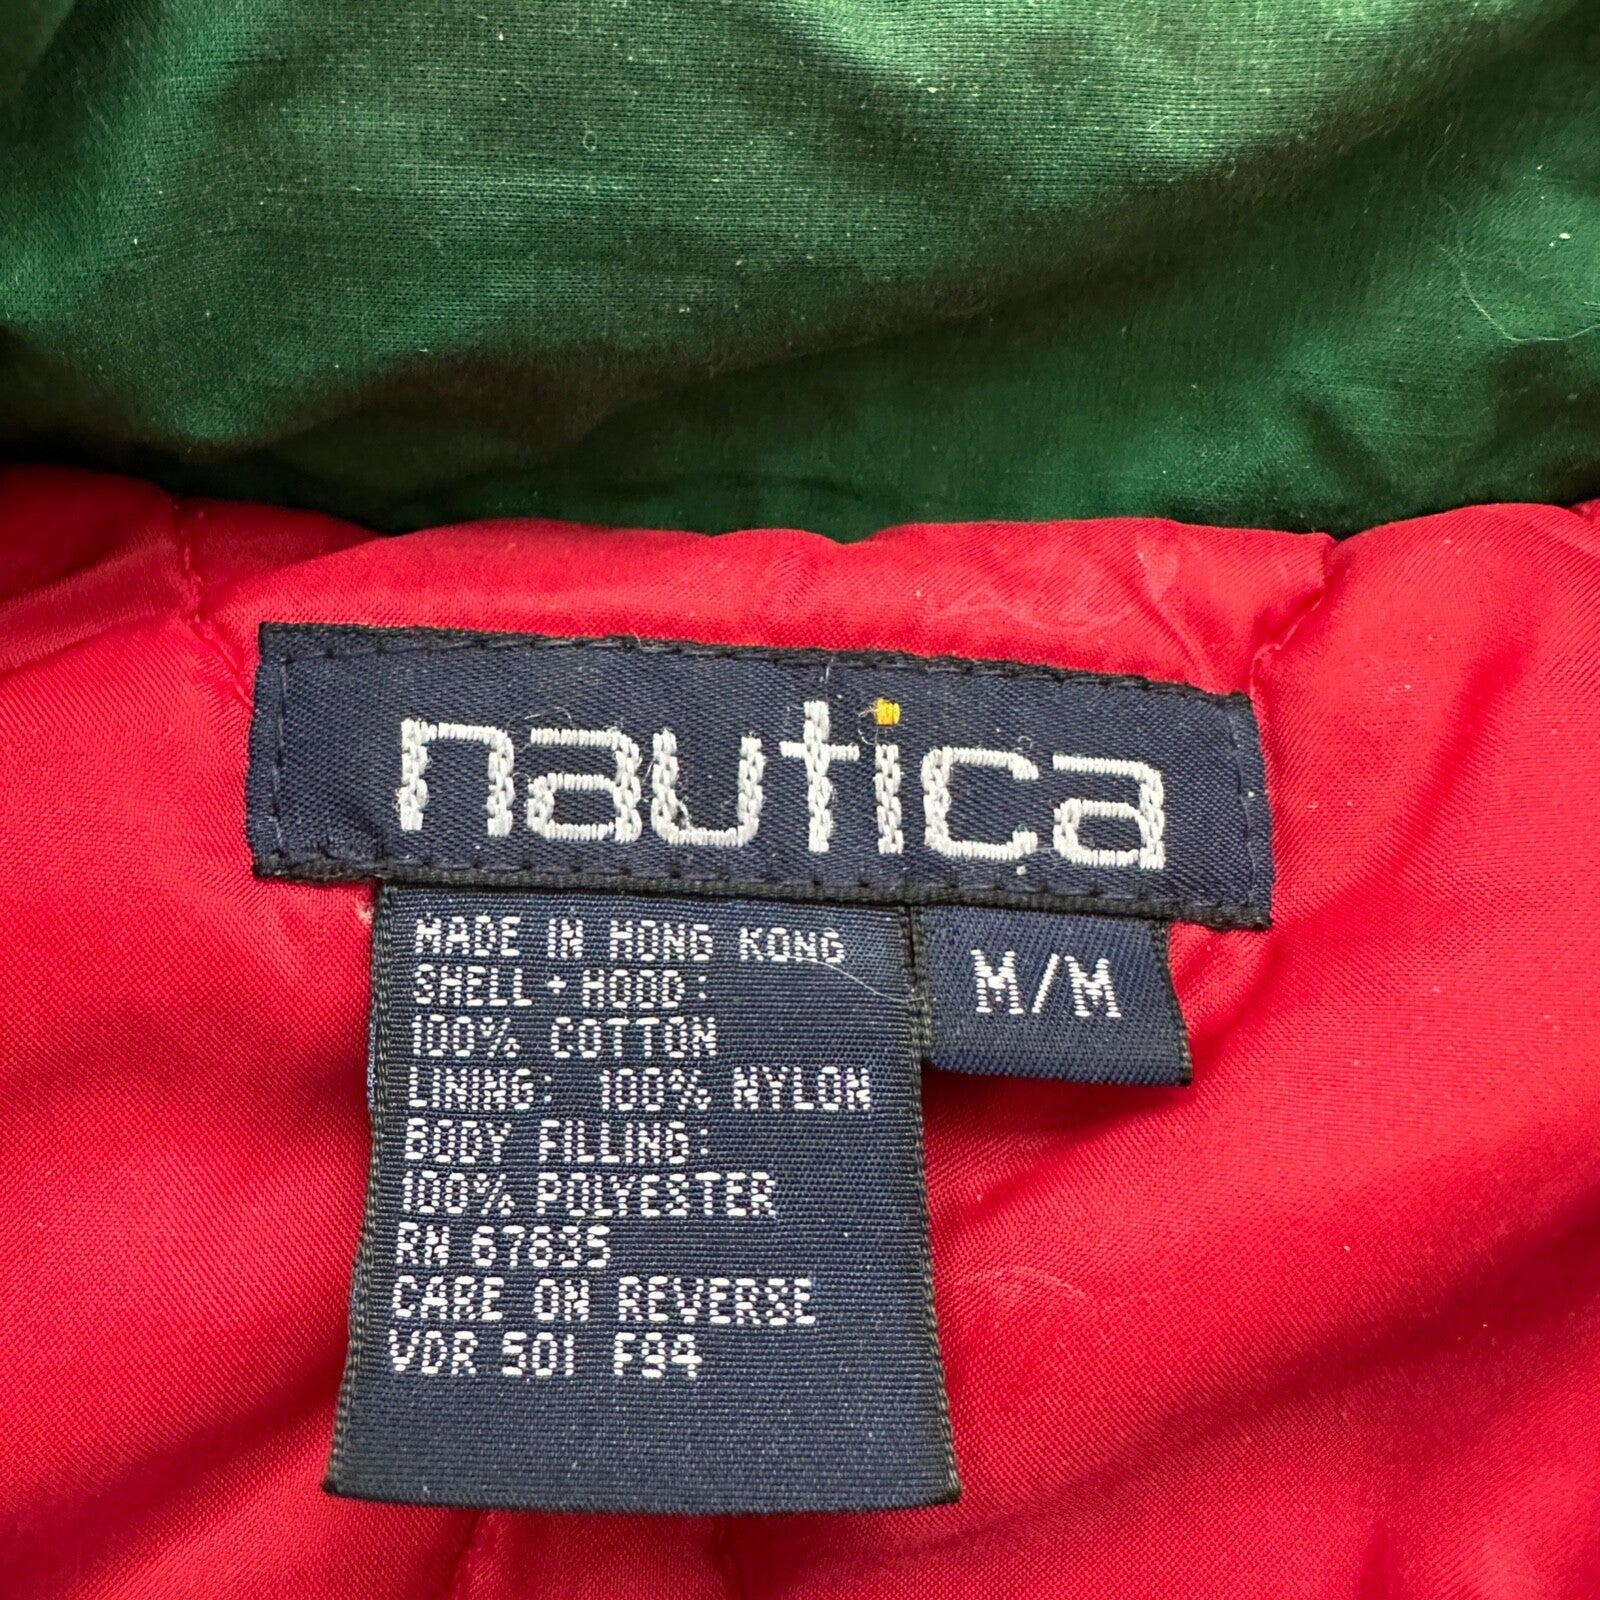 nautica
MADE IN HONG KONG
SHELL + HOOD:
100% COTTON
LINING: 100% NYLON
BODY FILLING:
100% POLYESTER
RN 67835
CARE ON REVERSE
VDR 501 F94
M/M